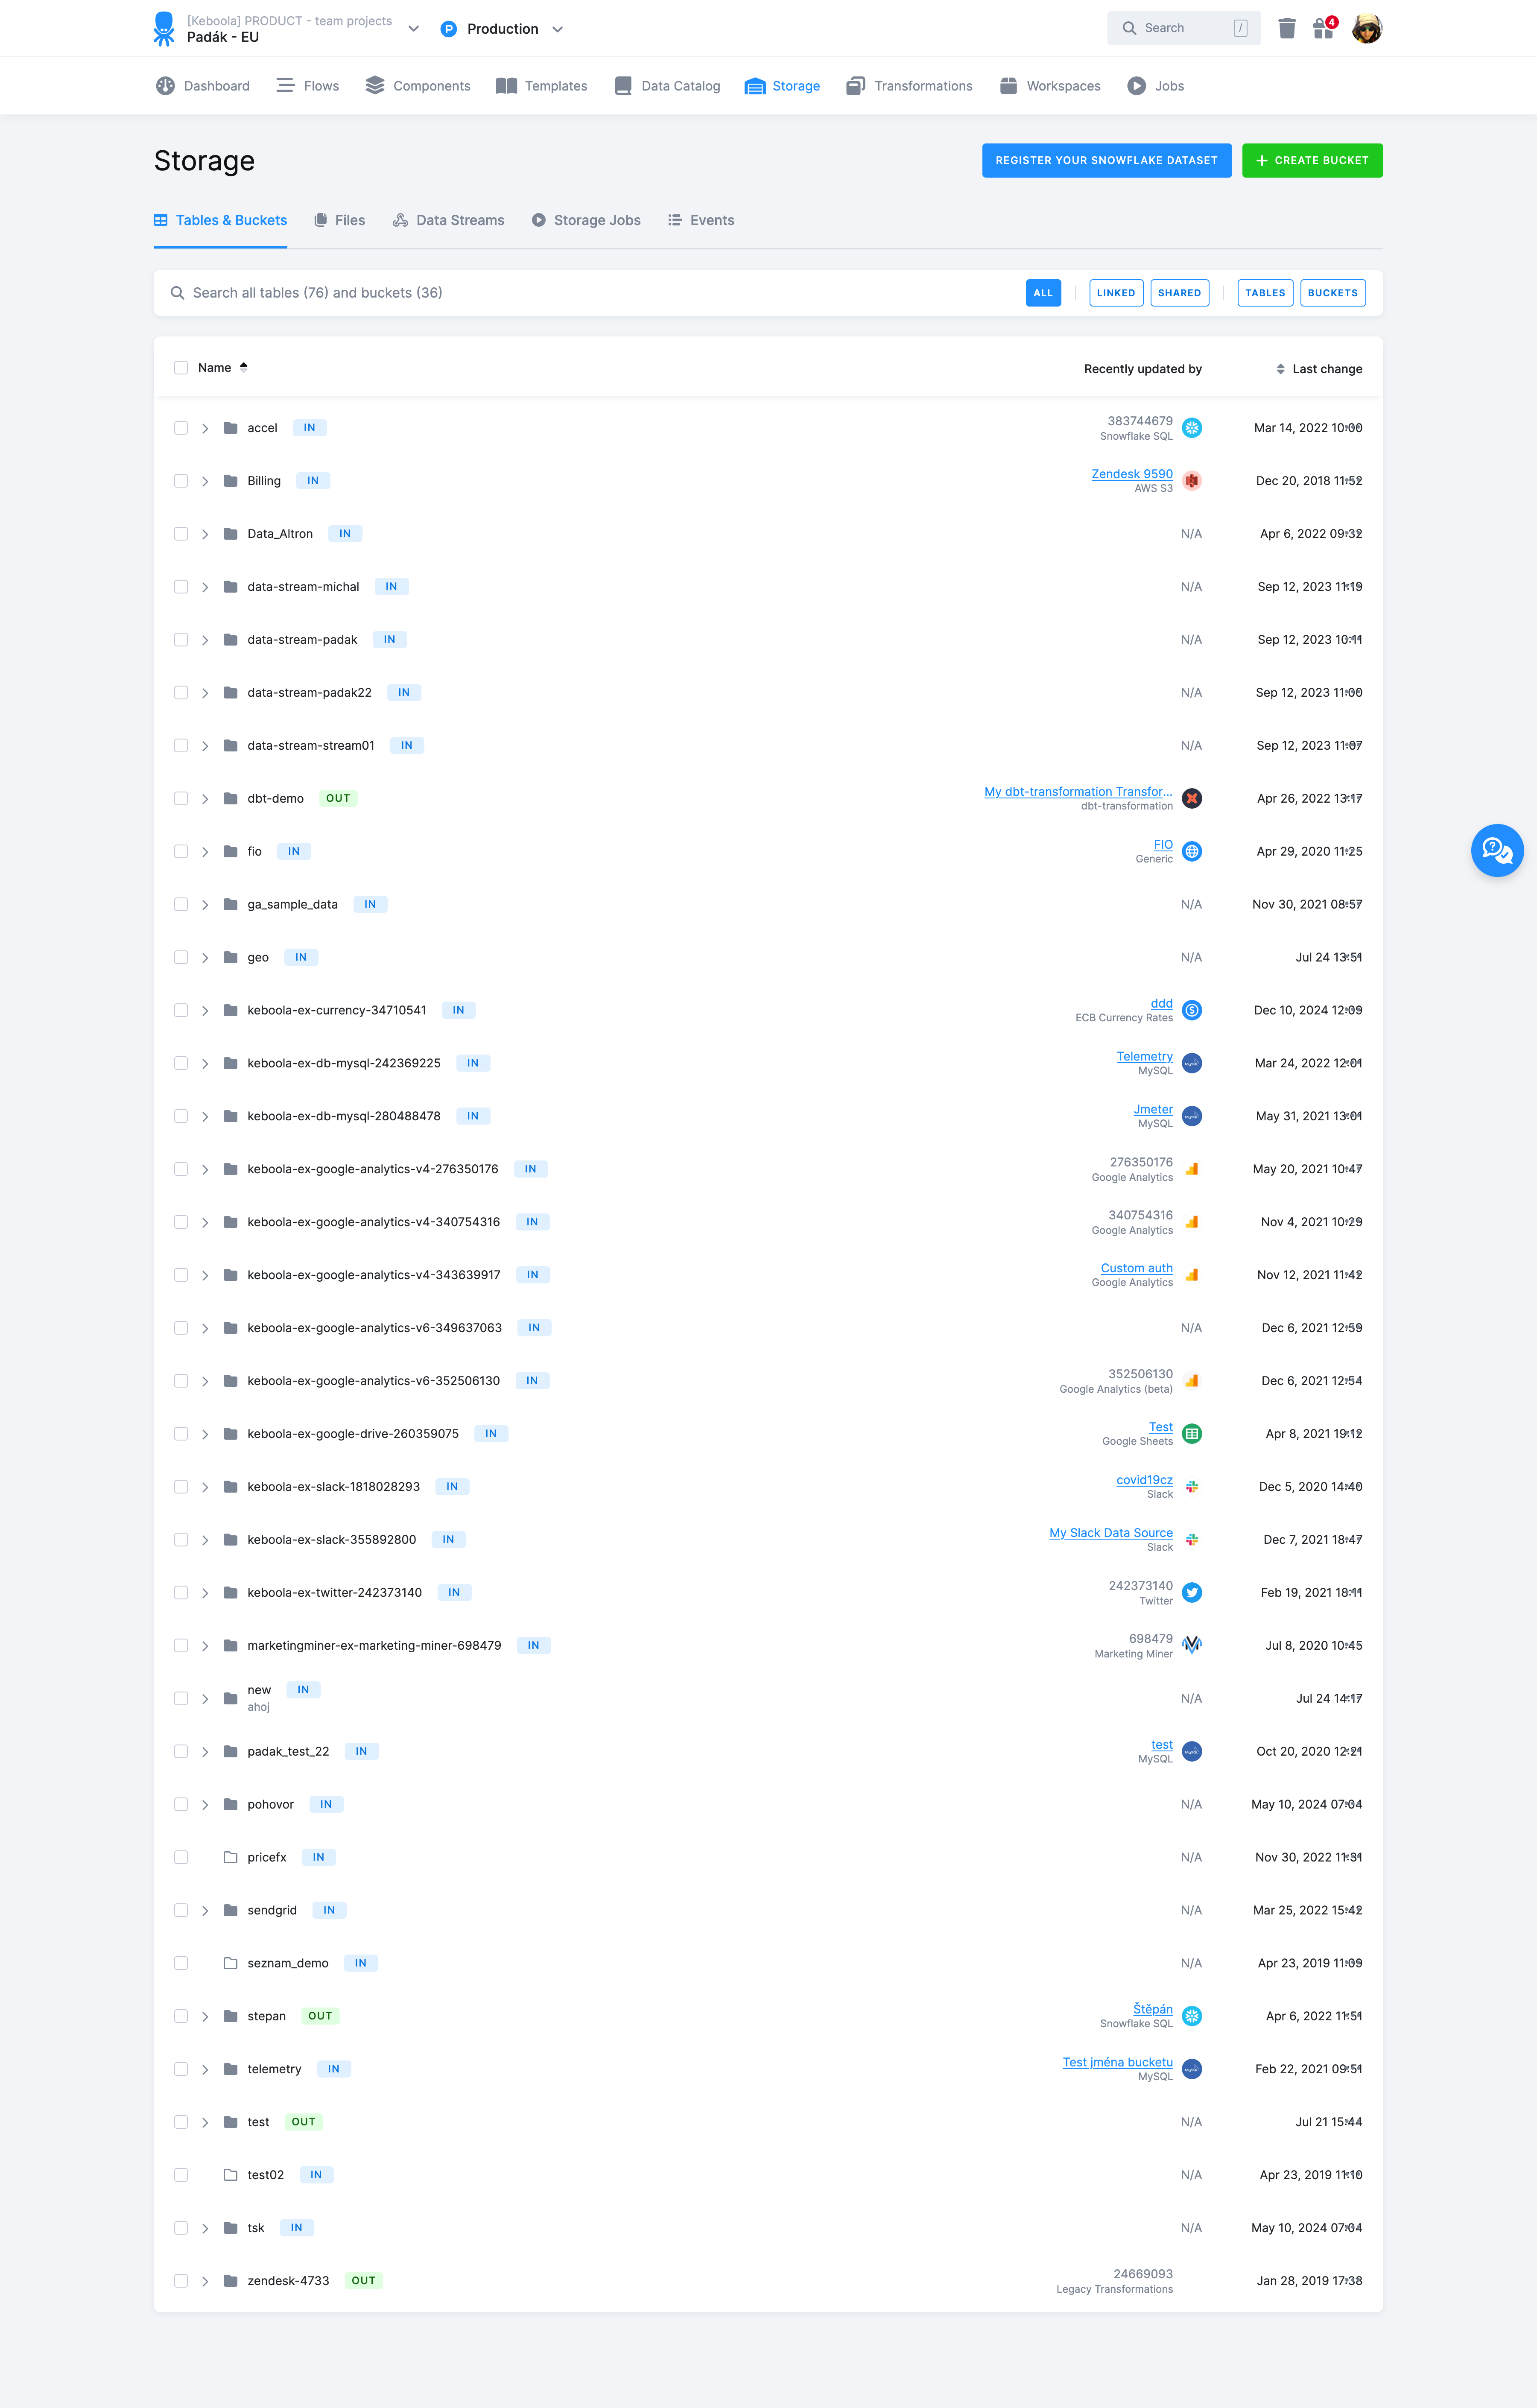 [Keboola] PRODUCT - team projects
Padák - EU
P Production
Search /
4
Dashboard Flows Components Templates Data Catalog Storage Transformations Workspaces Jobs
Storage
REGISTER YOUR SNOWFLAKE DATASET + CREATE BUCKET
Tables & Buckets Files Data Streams Storage Jobs Events
Search all tables (76) and buckets (36) ALL LINKED SHARED TABLES BUCKETS
Name Recently updated by Last change
accel IN 383744679 Mar 14, 2022 10:00
Snowflake SQL
Billing IN Zendesk 9590 Dec 20, 2018 11:52
AWS S3
Data_Altron IN N/A Apr 6, 2022 09:32
data-stream-michal IN N/A Sep 12, 2023 11:19
data-stream-padak IN N/A Sep 12, 2023 10:11
data-stream-padak22 IN N/A Sep 12, 2023 11:00
data-stream-stream01 IN N/A Sep 12, 2023 11:07
dbt-demo OUT My dbt-transformation Transfor... Apr 26, 2022 13:17
dbt-transformation
fio IN FIO Apr 29, 2020 11:25
Generic
ga_sample_data IN N/A Nov 30, 2021 08:57
geo IN N/A Jul 24 13:51
keboola-ex-currency-34710541 IN ddd Dec 10, 2024 12:09
ECB Currency Rates
keboola-ex-db-mysql-242369225 IN Telemetry Mar 24, 2022 12:01
MySQL
keboola-ex-db-mysql-280488478 IN Jmeter May 31, 2021 13:01
MySQL
keboola-ex-google-analytics-v4-276350176 IN 276350176 May 20, 2021 10:47
Google Analytics
keboola-ex-google-analytics-v4-340754316 IN 340754316 Nov 4, 2021 10:29
Google Analytics
keboola-ex-google-analytics-v4-343639917 IN Custom auth Nov 12, 2021 11:42
Google Analytics
keboola-ex-google-analytics-v6-349637063 IN N/A Dec 6, 2021 12:59
keboola-ex-google-analytics-v6-352506130 IN 352506130 Dec 6, 2021 12:54
Google Analytics (beta)
keboola-ex-google-drive-260359075 IN Test Apr 8, 2021 19:12
Google Sheets
keboola-ex-slack-1818028293 IN covid19cz Dec 5, 2020 14:40
Slack
keboola-ex-slack-355892800 IN My Slack Data Source Dec 7, 2021 18:47
Slack
keboola-ex-twitter-242373140 IN 242373140 Feb 19, 2021 18:11
Twitter
marketingminer-ex-marketing-miner-698479 IN 698479 Jul 8, 2020 10:45
Marketing Miner
new IN N/A Jul 24 14:17
ahoj
padak_test_22 IN test Oct 20, 2020 12:21
MySQL
pohovor IN N/A May 10, 2024 07:04
pricefx IN N/A Nov 30, 2022 11:31
sendgrid IN N/A Mar 25, 2022 15:42
seznam_demo IN N/A Apr 23, 2019 11:09
stepan OUT Štěpán Apr 6, 2022 11:51
Snowflake SQL
telemetry IN Test jména bucketu Feb 22, 2021 09:51
MySQL
test OUT N/A Jul 21 15:44
test02 IN N/A Apr 23, 2019 11:10
tsk IN N/A May 10, 2024 07:04
zendesk-4733 OUT 24669093 Jan 28, 2019 17:38
Legacy Transformations